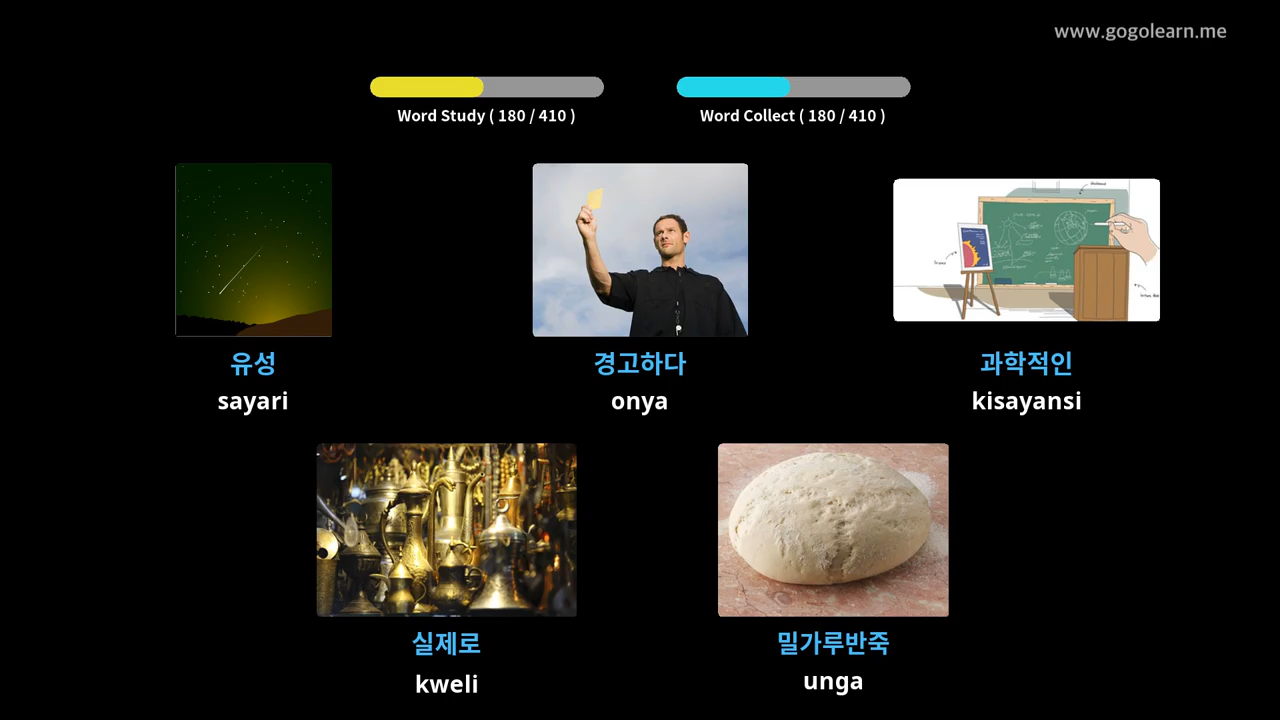 www.gogolearn.me
Word Study ( 180 / 410 )
Word Collect ( 180 / 410 )
유성
sayari
경고하다
onya
과학적인
kisayansi
실제로
kweli
밀가루반죽
unga